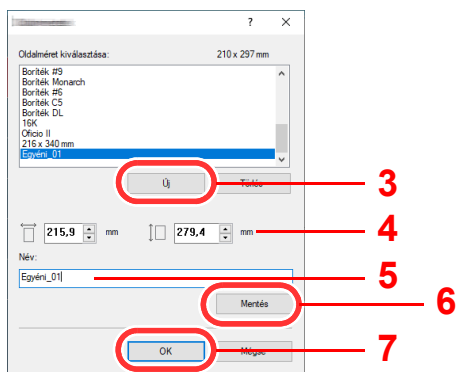 ?
Oldalméret kiválasztása: 210 x 297 mm
Boríték #9
Boríték Monarch
Boríték #6
Boríték C5
Boríték DL
16K
Oficio II
216 x 340 mm
Egyéni_01
Új Törlés 3
215,9 mm 279,4 mm 4
Név:
Egyéni_01 5
Mentés 6
OK Mégse 7